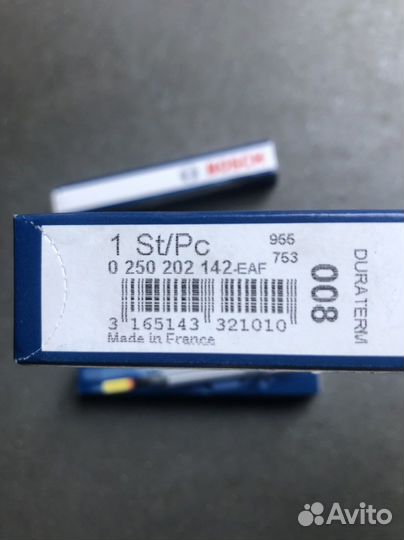 BOSCH
1 St/Pc
955
753
0 250 202 142-EAF
3 165143 321010
Made in France
008
DURATERM
Avito